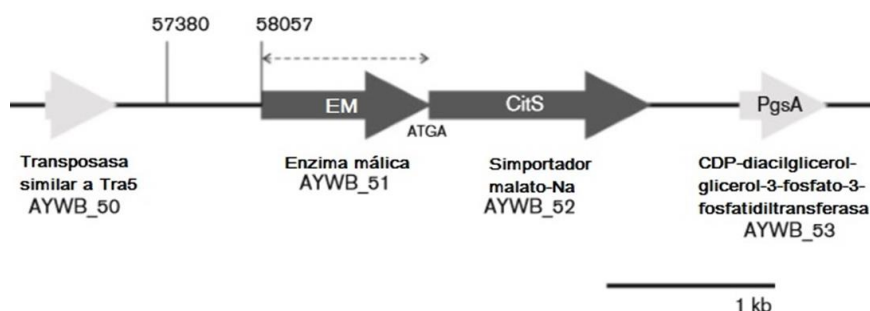 57380
58057
EM
CitS
PgsA
ATGA
Transposasa
similar a Tra5
AYWB_50
Enzima málica
AYWB_51
Simportador
malato-Na
AYWB_52
CDP-diacilglicerol-
glicerol-3-fosfato-3-
fosfatidiltransferasa
AYWB_53
1 kb